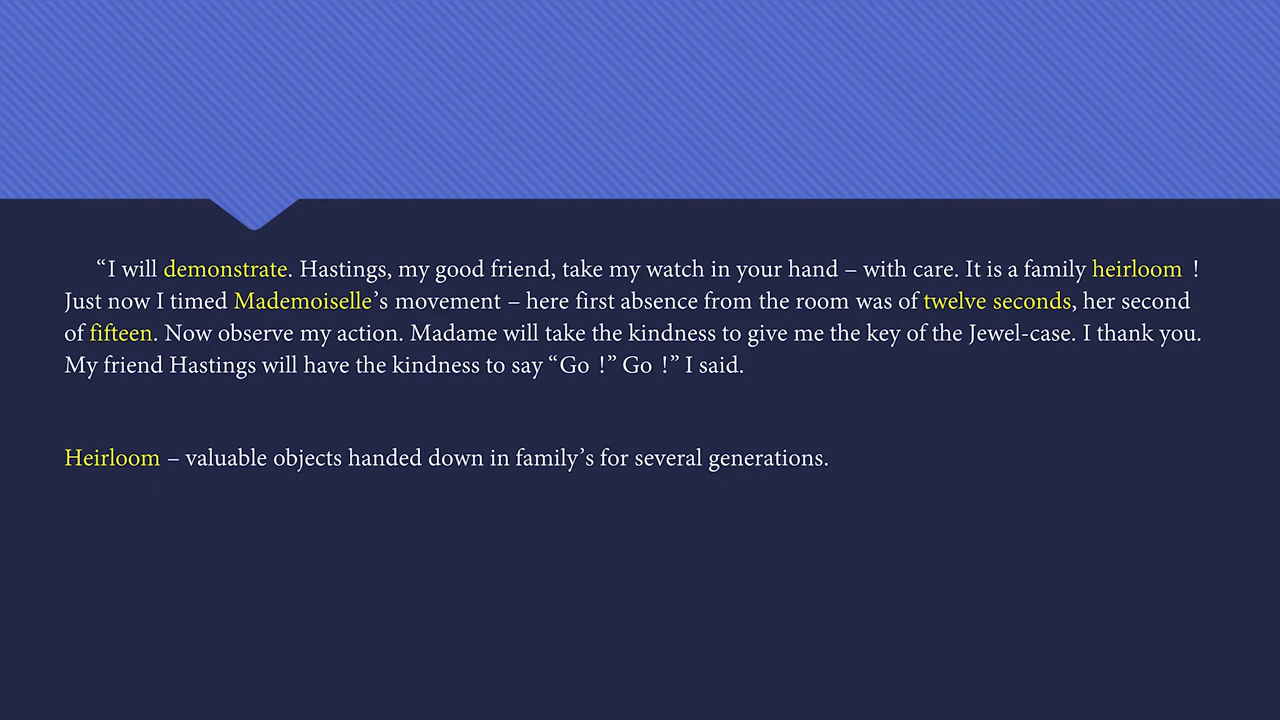 “I will demonstrate. Hastings, my good friend, take my watch in your hand – with care. It is a family heirloom !
Just now I timed Mademoiselle’s movement – here first absence from the room was of twelve seconds, her second
of fifteen. Now observe my action. Madame will take the kindness to give me the key of the Jewel-case. I thank you.
My friend Hastings will have the kindness to say “Go !” Go !” I said.
Heirloom – valuable objects handed down in family’s for several generations.